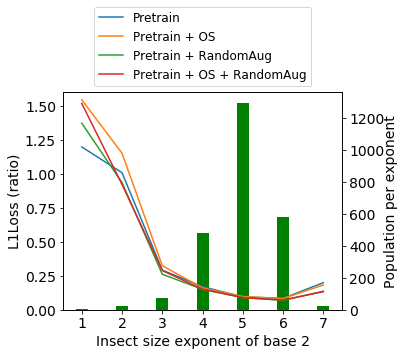 Pretrain
Pretrain + OS
Pretrain + RandomAug
Pretrain + OS + RandomAug
1.50
1.25
1.00
0.75
0.50
0.25
0.00
L1Loss (ratio)
1200
1000
800
600
400
200
0
Population per exponent
1 2 3 4 5 6 7
Insect size exponent of base 2